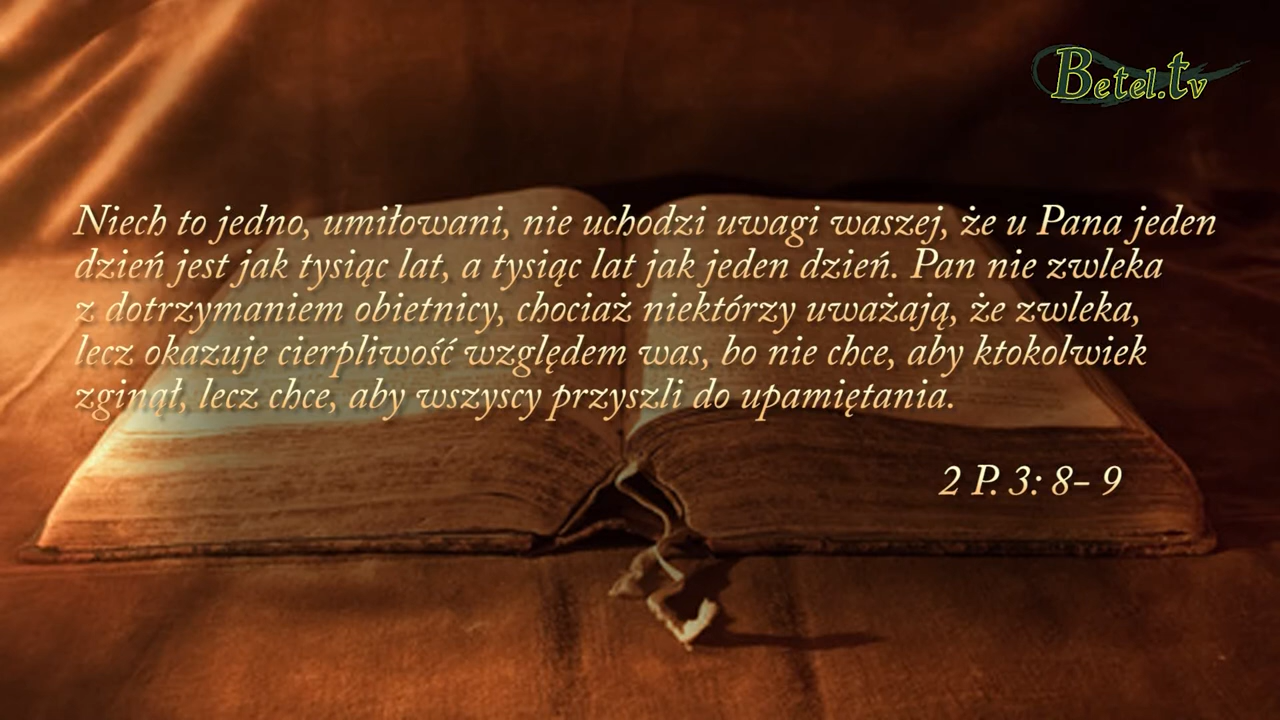 Betel.tv
Niech to jedno, umiłowani, nie uchodzi uwagi waszej, że u Pana jeden
dzień jest jak tysiąc lat, a tysiąc lat jak jeden dzień. Pan nie zwleka
z dotrzymaniem obietnicy, chociaż niektórzy uważają, że zwleka,
lecz okazuje cierpliwość względem was, bo nie chce, aby ktokolwiek
zginął, lecz chce, aby wszyscy przyszli do upamiętania.
2 P. 3: 8– 9